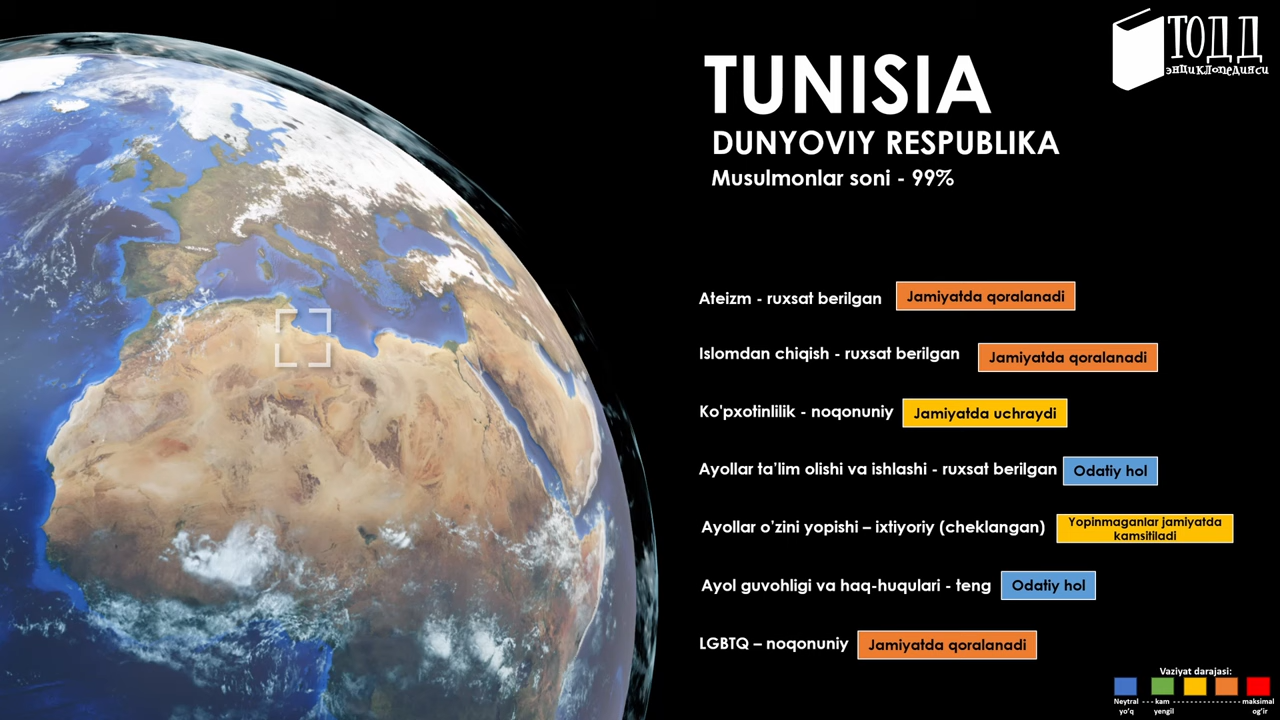 ТОДД
энциклопедияси
TUNISIA
DUNYOVIY RESPUBLIKA
Musulmonlar soni - 99%
Ateizm - ruxsat berilgan Jamiyatda qoralanadi
Islomdan chiqish - ruxsat berilgan Jamiyatda qoralanadi
Ko'pxotinlilik - noqonuniy Jamiyatda uchraydi
Ayollar ta'lim olishi va ishlashi - ruxsat berilgan Odatiy hol
Ayollar o'zini yopishi – ixtiyoriy (cheklangan) Yopinmaganlar jamiyatda
kamsitiladi
Ayol guvohligi va haq-huqulari - teng Odatiy hol
LGBTQ – noqonuniy Jamiyatda qoralanadi
Vaziyat darajasi:
Neytral - - - kam - - - - - - - - - - - - - - - maksimal
yo'q yengil og'ir